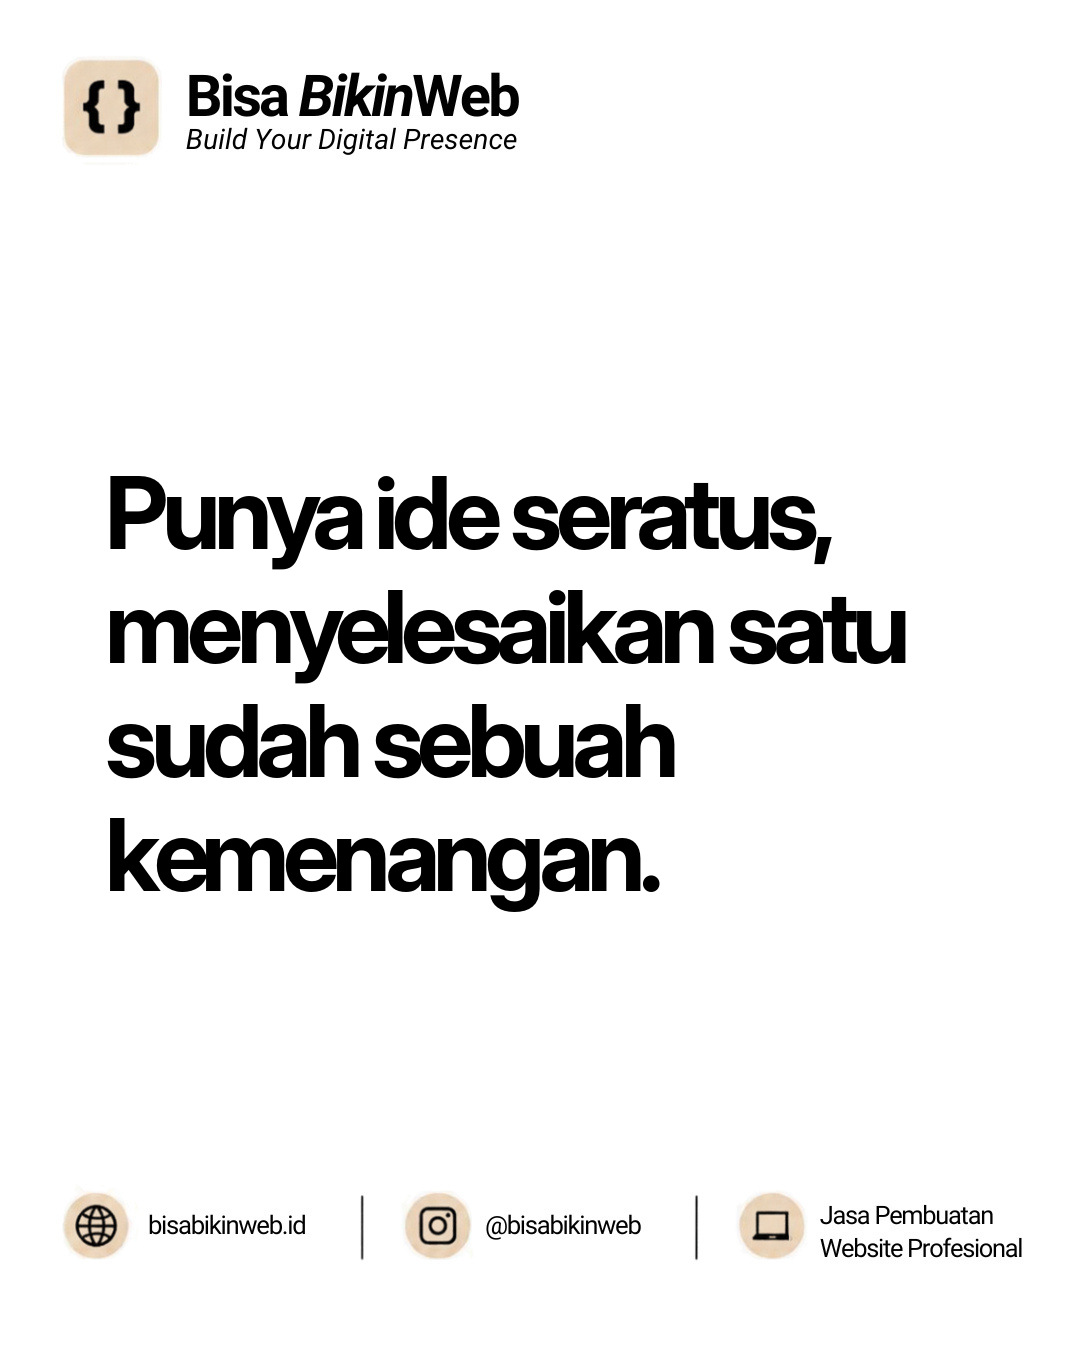 { }
Bisa BikinWeb
Build Your Digital Presence
Punya ide seratus,
menyelesaikan satu
sudah sebuah
kemenangan.
bisabikinweb.id
@bisabikinweb
Jasa Pembuatan
Website Profesional